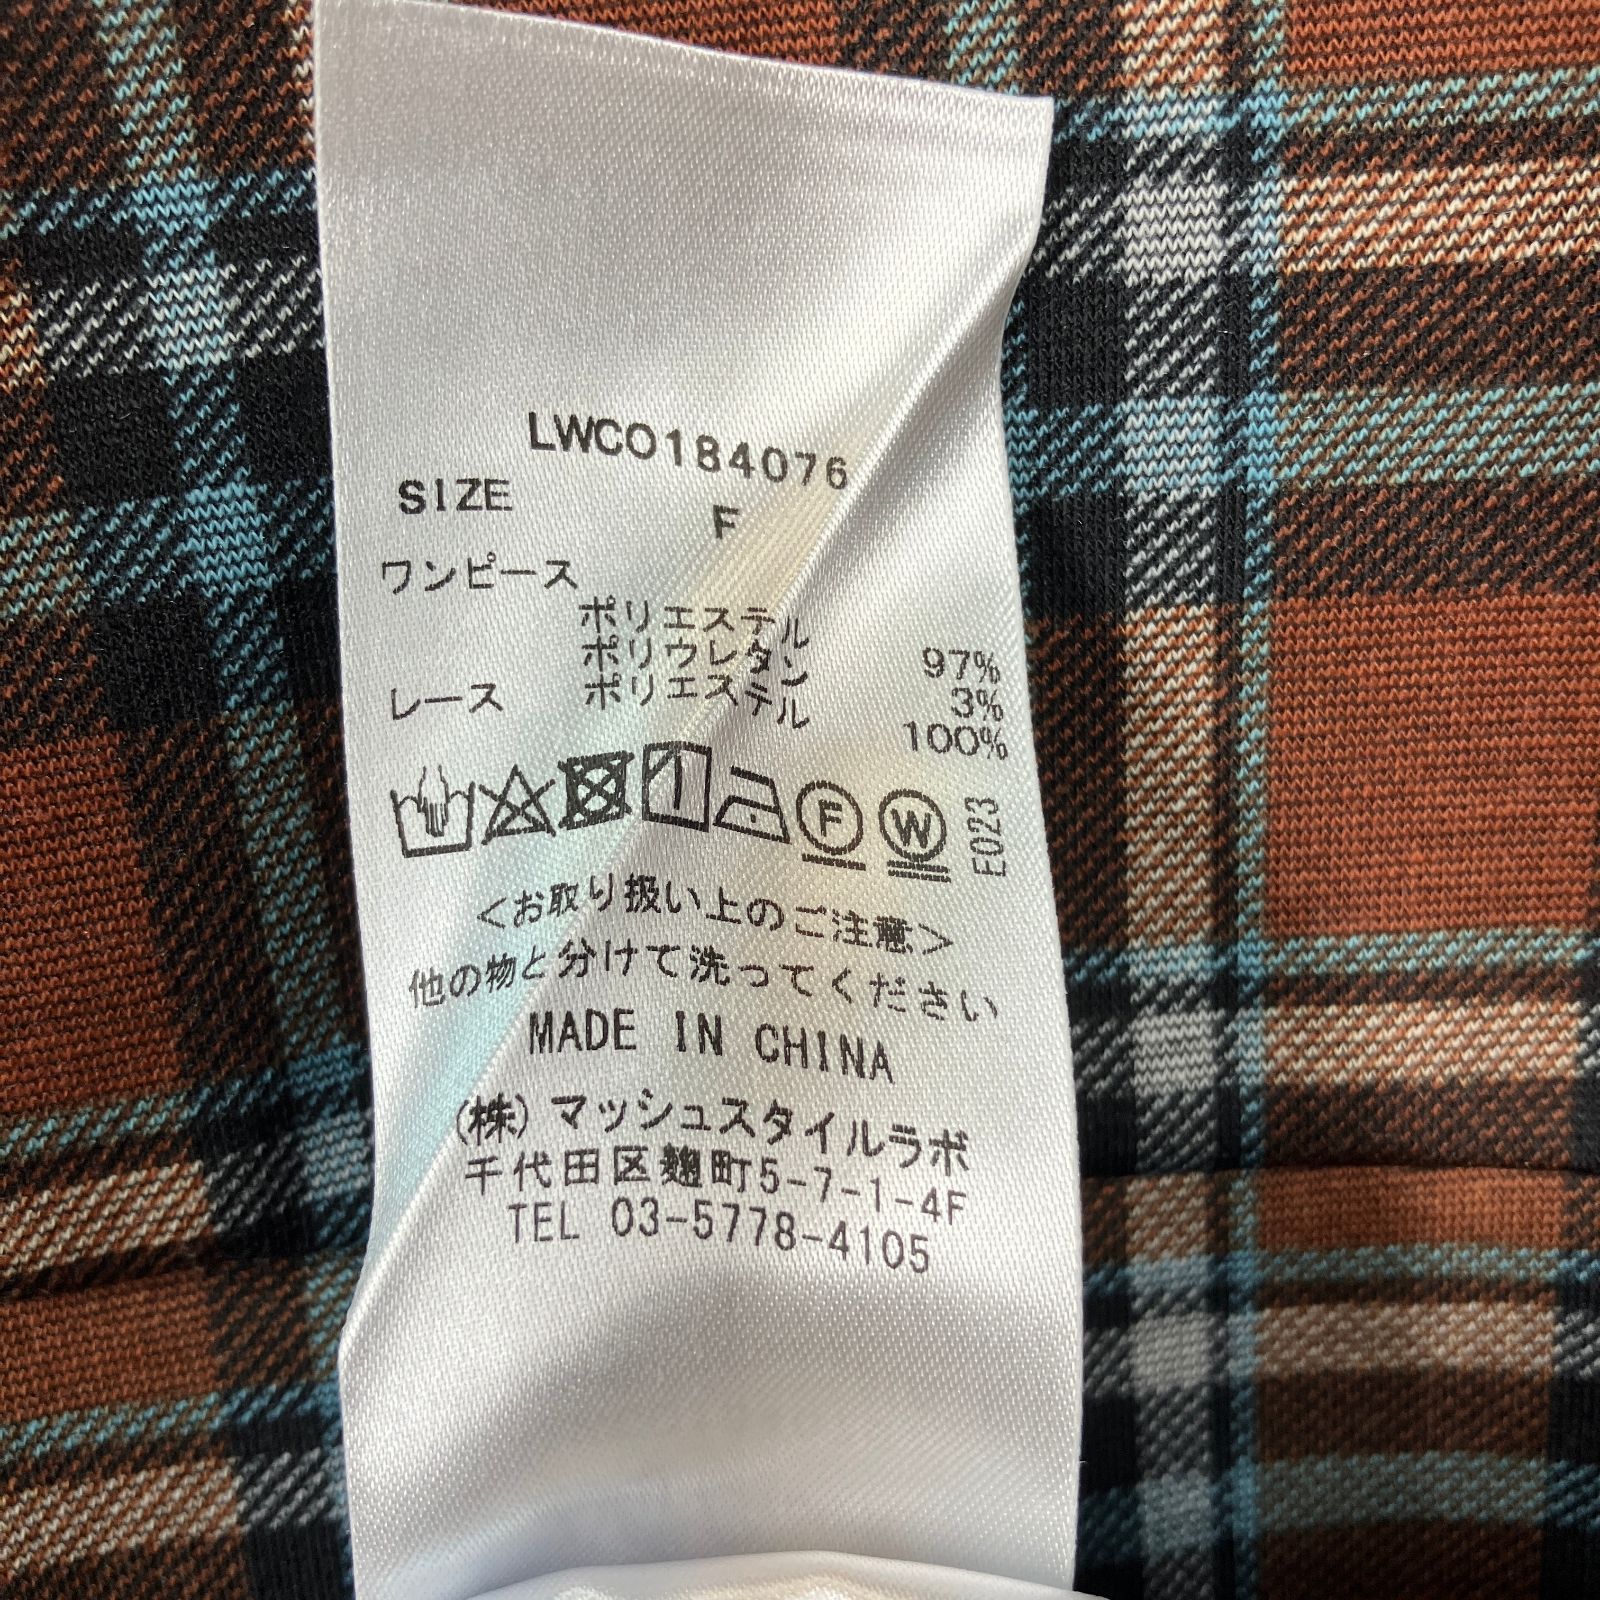 LWCO184076
SIZE F
ワンピース
ポリエステル 97%
ポリウレタン 3%
レース ポリエステル 100%
F W E023
<お取り扱い上のご注意>
他の物と分けて洗ってください
MADE IN CHINA
(株)マッシュスタイルラボ
千代田区麹町5-7-1-4F
TEL 03-5778-4105